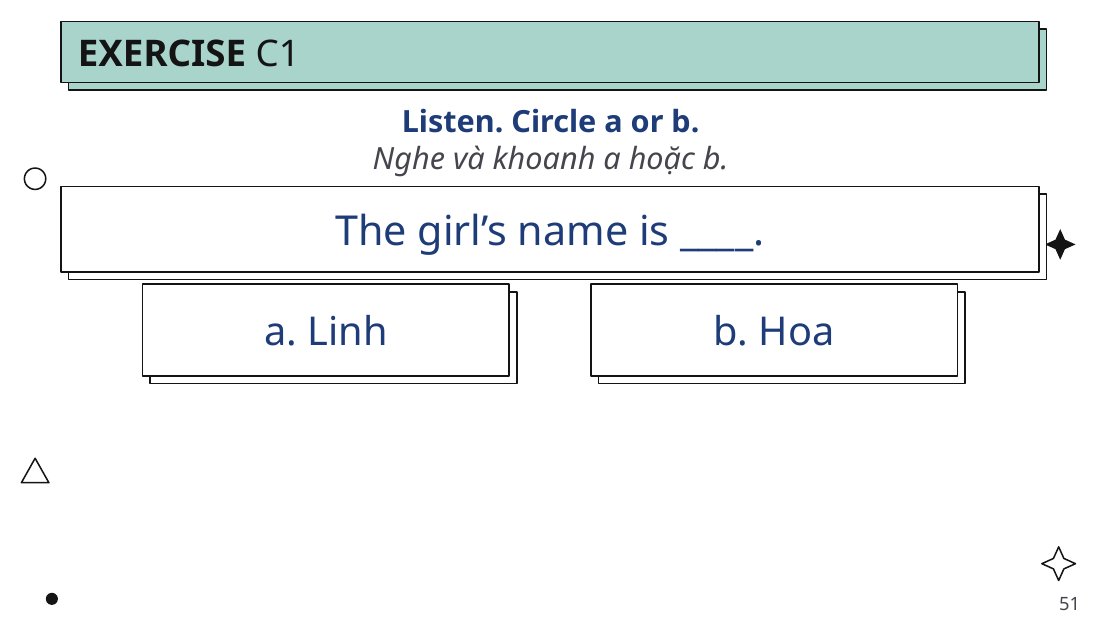 EXERCISE C1
Listen. Circle a or b.
Nghe và khoanh a hoặc b.
The girl’s name is ____.
a. Linh
b. Hoa
51